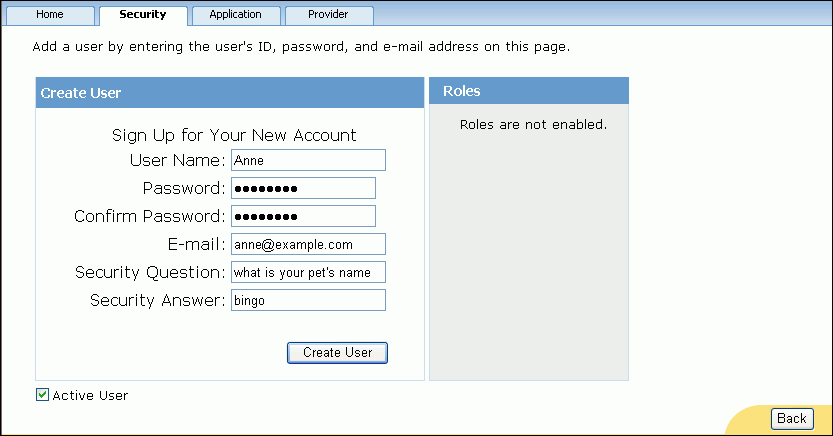 Home Security Application Provider
Add a user by entering the user's ID, password, and e-mail address on this page.
Create User
Sign Up for Your New Account
User Name: Anne
Password: ●●●●●●●●
Confirm Password: ●●●●●●●●
E-mail: anne@example.com
Security Question: what is your pet's name
Security Answer: bingo
Create User
Roles
Roles are not enabled.
Active User
Back